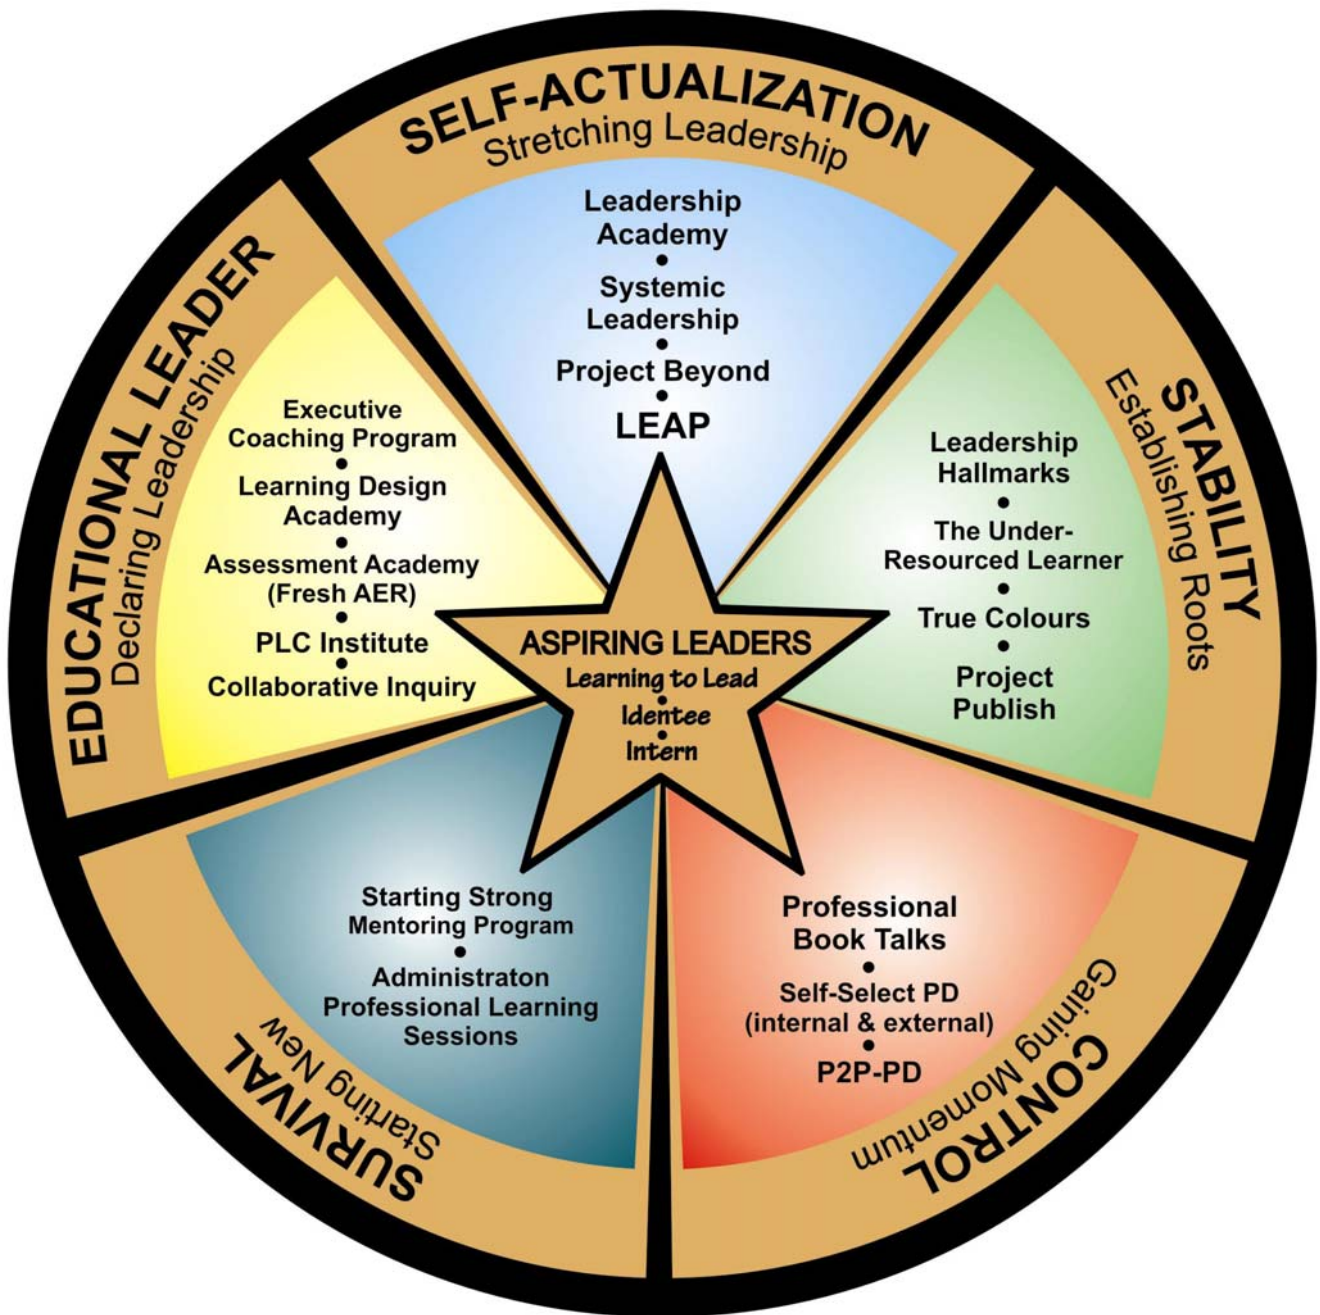 SELF-ACTUALIZATION
Stretching Leadership
Leadership
Academy
•
Systemic
Leadership
•
Project Beyond
•
LEAP
STABILITY
Establishing Roots
Leadership
Hallmarks
•
The Under-
Resourced Learner
•
True Colours
•
Project
Publish
CONTROL
Gaining Momentum
Professional
Book Talks
•
Self-Select PD
(internal & external)
•
P2P-PD
SURVIVAL
Starting New
Starting Strong
Mentoring Program
•
Administraton
Professional Learning
Sessions
EDUCATIONAL LEADER
Declaring Leadership
Executive
Coaching Program
•
Learning Design
Academy
•
Assessment Academy
(Fresh AER)
•
PLC Institute
•
Collaborative Inquiry
ASPIRING LEADERS
Learning to Lead
•
Identee
•
Intern